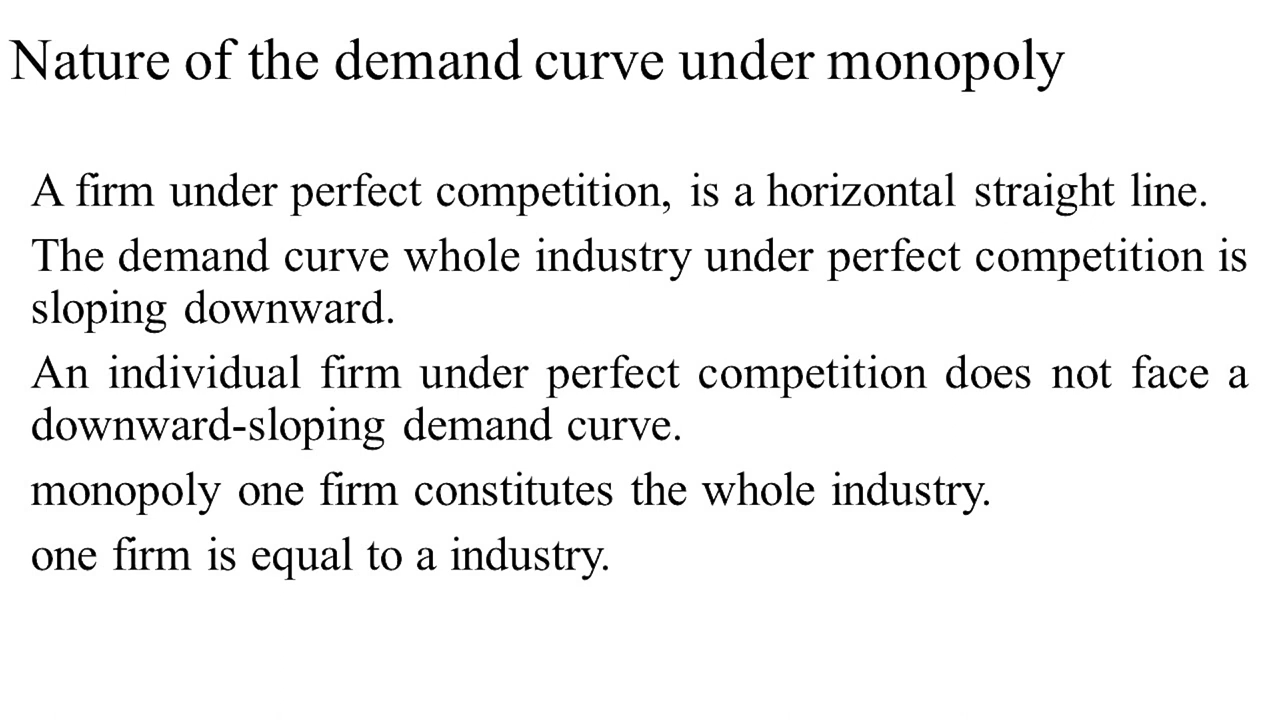 Nature of the demand curve under monopoly
A firm under perfect competition, is a horizontal straight line.
The demand curve whole industry under perfect competition is
sloping downward.
An individual firm under perfect competition does not face a
downward-sloping demand curve.
monopoly one firm constitutes the whole industry.
one firm is equal to a industry.